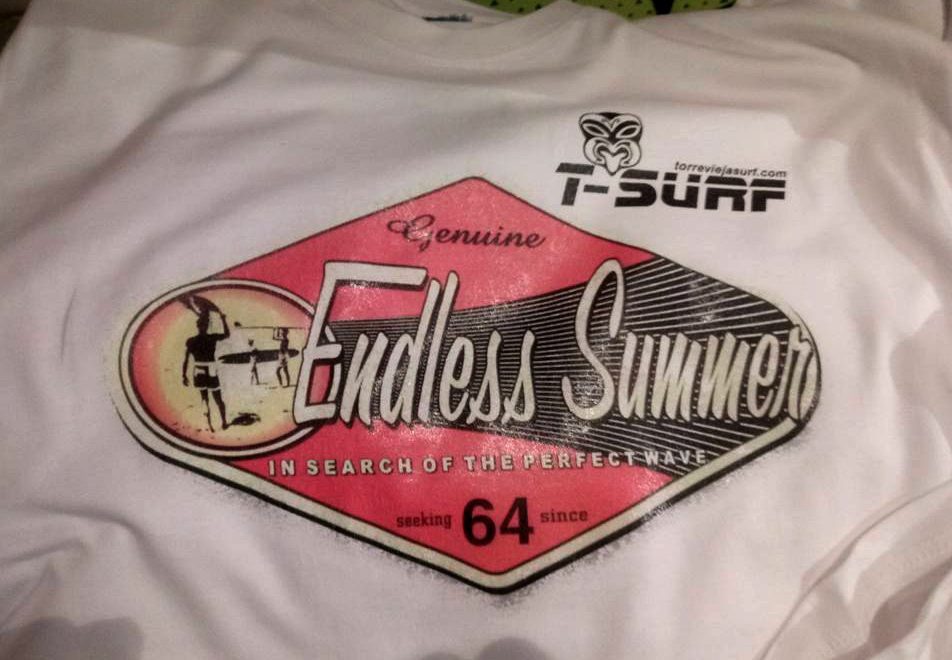 torreviejasurf.com
T-SURF
Genuine
Endless Summer
IN SEARCH OF THE PERFECT WAVE
seeking 64 since